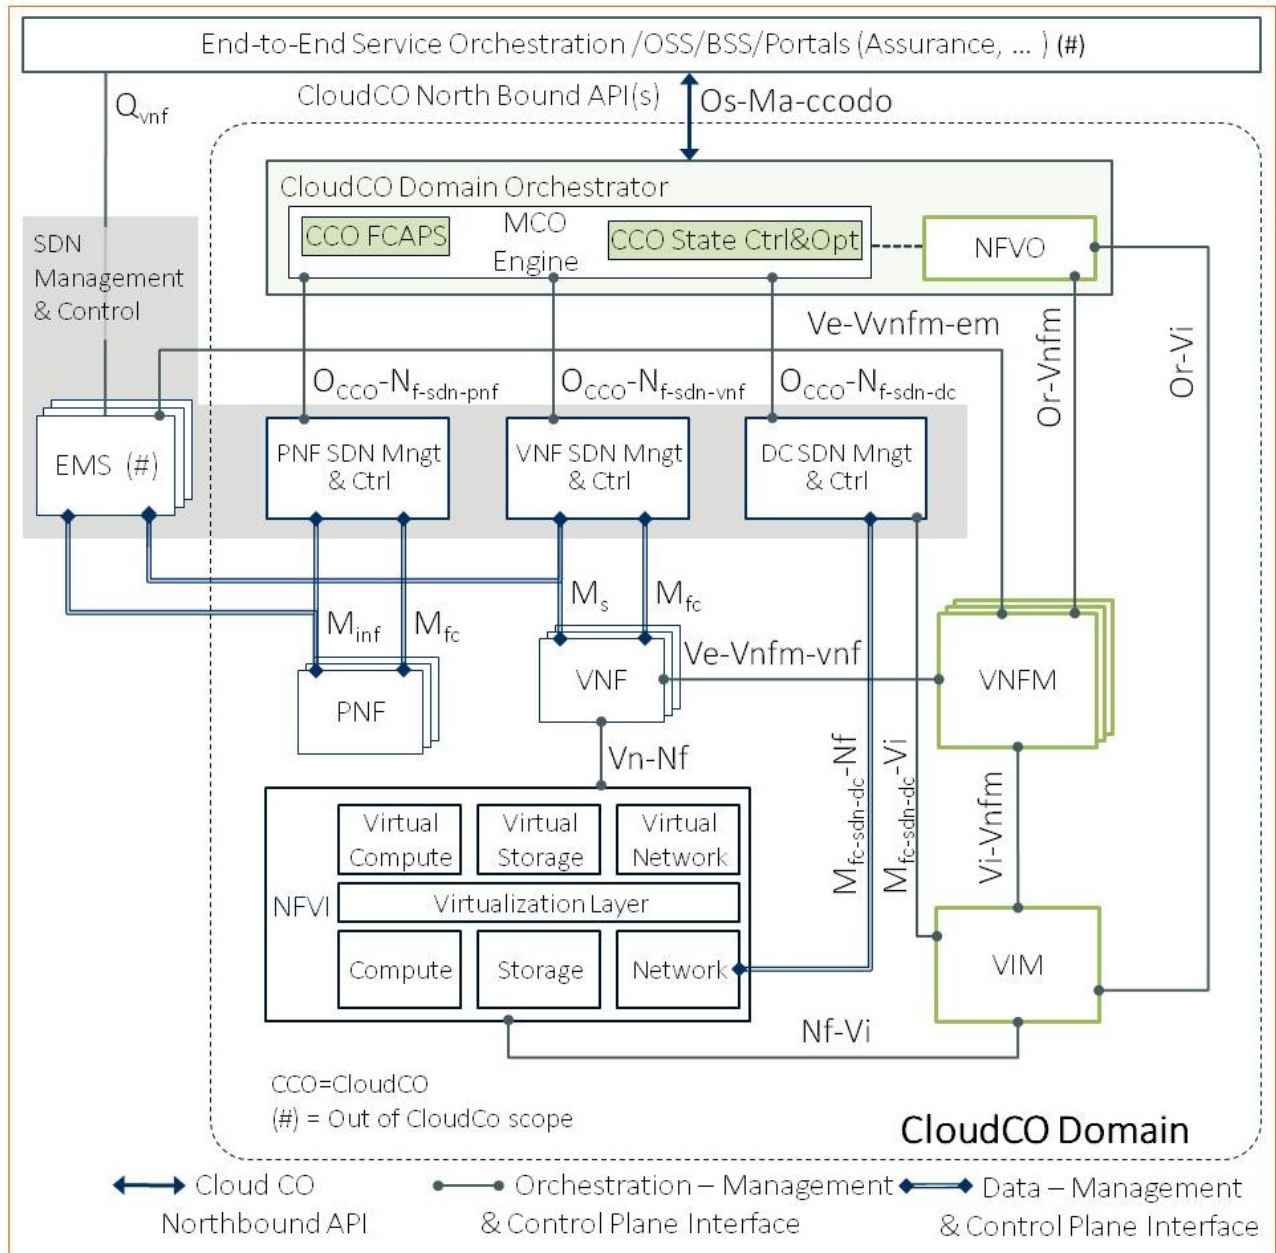 End-to-End Service Orchestration /OSS/BSS/Portals (Assurance, ... ) (#)
Qvnf
CloudCO North Bound API(s)
Os-Ma-ccodo
CloudCO Domain Orchestrator
CCO FCAPS
MCO
Engine
CCO State Ctrl&Opt
NFVO
SDN
Management
& Control
Ve-Vvnfm-em
Or-Vnfm
Or-Vi
OCCO-Nf-sdn-pnf
OCCO-Nf-sdn-vnf
OCCO-Nf-sdn-dc
EMS (#)
PNF SDN Mngt
& Ctrl
VNF SDN Mngt
& Ctrl
DC SDN Mngt
& Ctrl
Minf
Mfc
Ms
Mfc
PNF
VNF
Ve-Vnfm-vnf
VNFM
Vn-Nf
Mfc-sdn-dc-Nf
Mfc-sdn-dc-Vi
Vi-Vnfm
NFVI
Virtual
Compute
Virtual
Storage
Virtual
Network
Virtualization Layer
Compute
Storage
Network
VIM
Nf-Vi
CCO=CloudCO
(#) = Out of CloudCo scope
CloudCO Domain
Cloud CO
Northbound API
Orchestration – Management
& Control Plane Interface
Data – Management
& Control Plane Interface